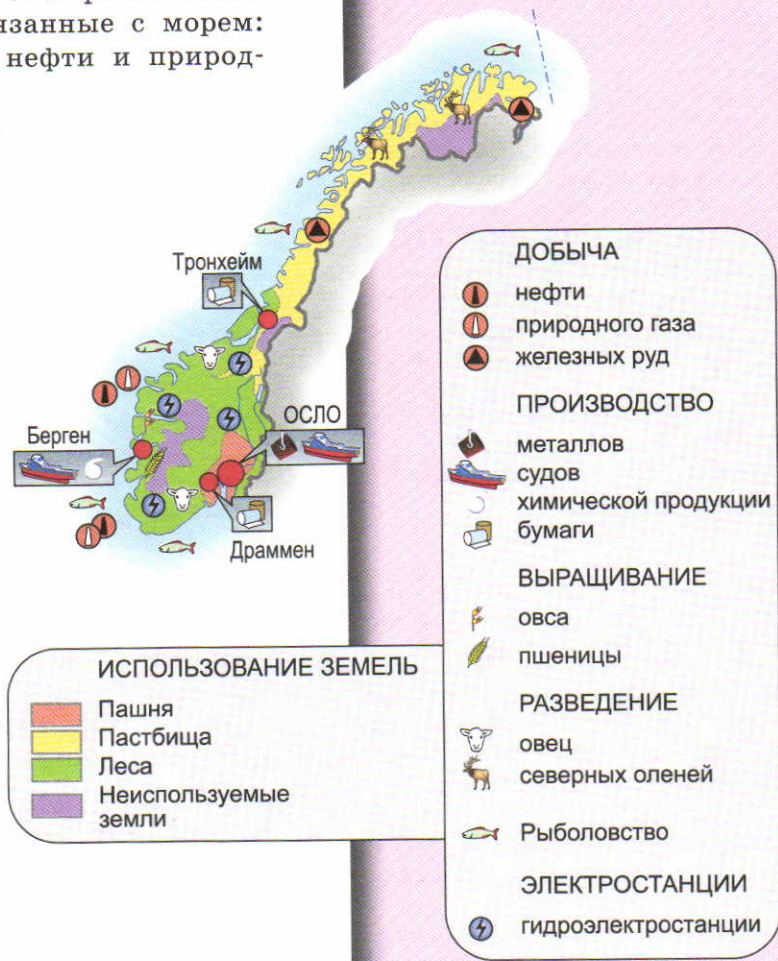 язанные с морем:
нефти и природ-
Тронхейм
Берген
ОСЛО
Драммен
ДОБЫЧА
нефти
природного газа
железных руд
ПРОИЗВОДСТВО
металлов
судов
химической продукции
бумаги
ВЫРАЩИВАНИЕ
овса
пшеницы
РАЗВЕДЕНИЕ
овец
северных оленей
Рыболовство
ЭЛЕКТРОСТАНЦИИ
гидроэлектростанции
ИСПОЛЬЗОВАНИЕ ЗЕМЕЛЬ
Пашня
Пастбища
Леса
Неиспользуемые
земли